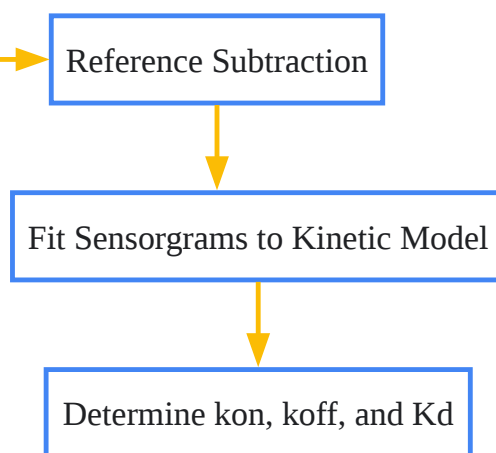 Reference Subtraction
Fit Sensorgrams to Kinetic Model
Determine kon, koff, and Kd